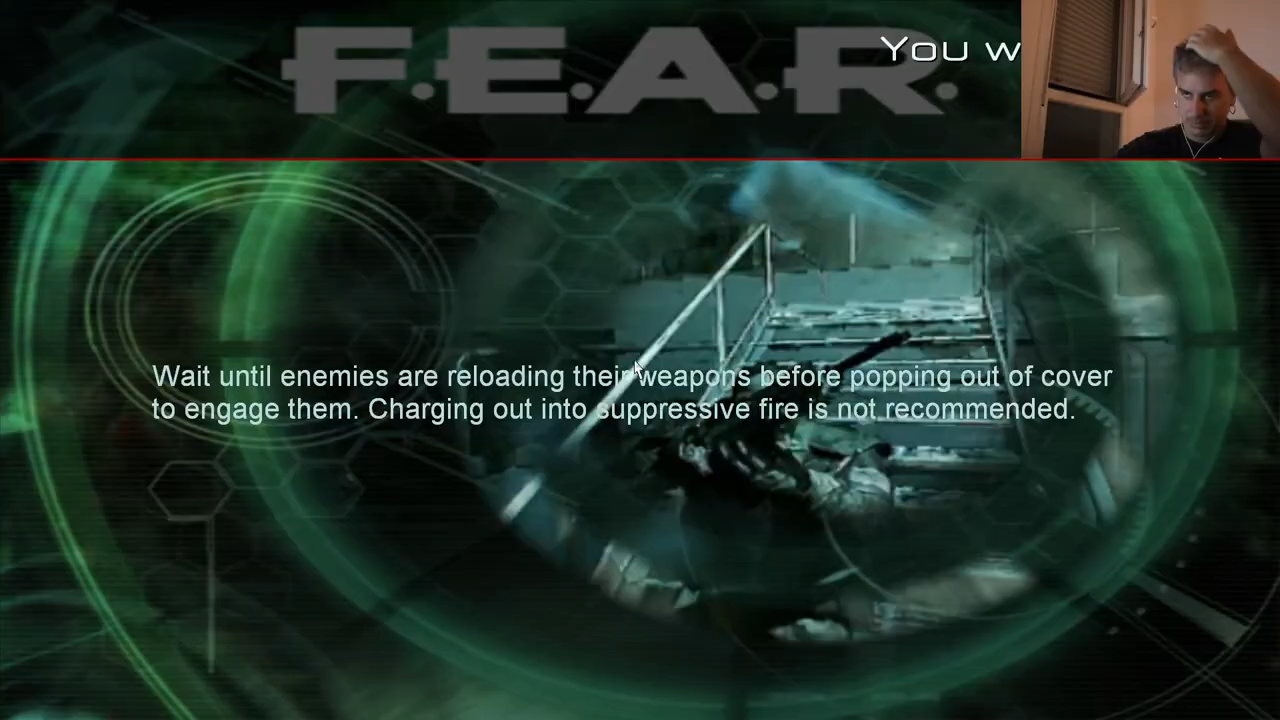 F.E.A.R.
You w
Wait until enemies are reloading their weapons before popping out of cover
to engage them. Charging out into suppressive fire is not recommended.